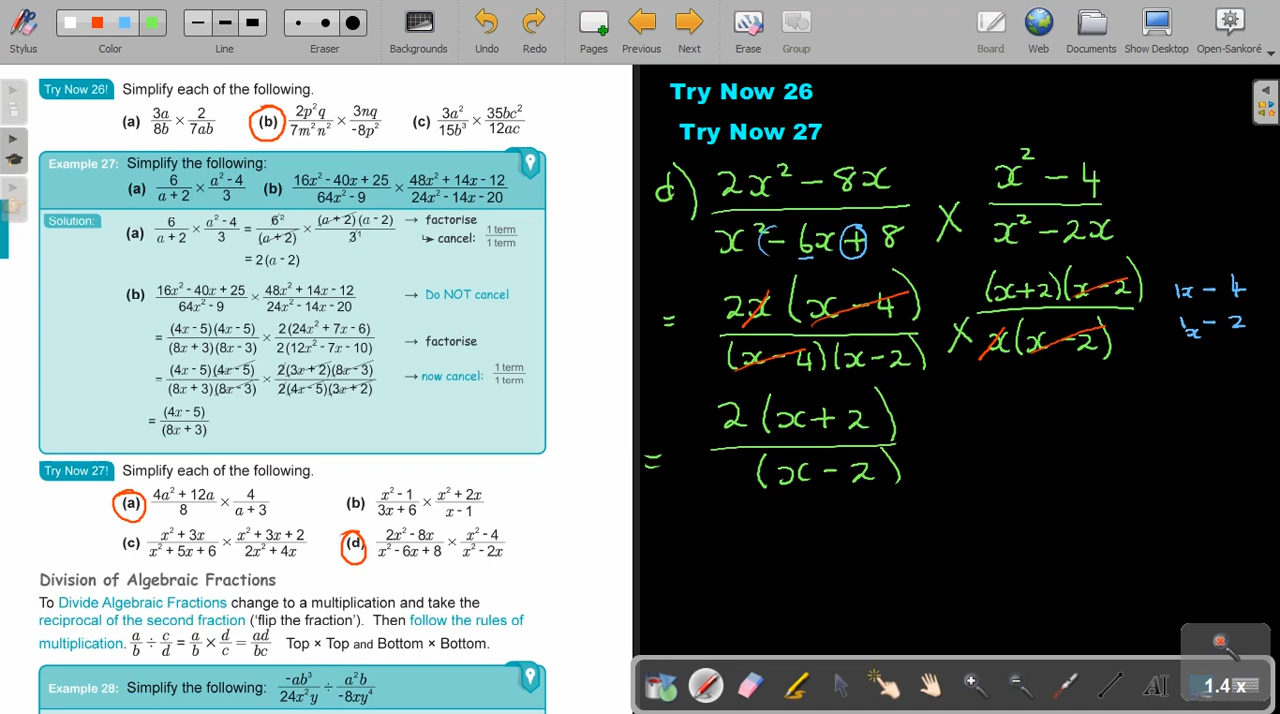 Stylus Color Line Eraser Backgrounds Undo Redo Pages Previous Next Erase Group Board Web Documents Show Desktop Open-Sankoré
Try Now 26! Simplify each of the following.
(a) 3a/8b × 2/7ab (b) 2p²q/7m²n² × 3nq/-8p² (c) 3a²/15b³ × 35bc²/12ac
Example 27: Simplify the following:
(a) 6/a + 2 × a² - 4/3 (b) 16x² - 40x + 25/64x² - 9 × 48x² + 14x - 12/24x² - 14x - 20
Solution:
(a) 6/a + 2 × a² - 4/3 = 6²/(a + 2) × (a + 2)(a - 2)/3¹ → factorise
↳ cancel: 1 term/1 term
= 2(a - 2)
(b) 16x² - 40x + 25/64x² - 9 × 48x² + 14x - 12/24x² - 14x - 20 → Do NOT cancel
= (4x - 5)(4x - 5)/(8x + 3)(8x - 3) × 2(24x² + 7x - 6)/2(12x² - 7x - 10) → factorise
= (4x - 5)(4x - 5)/(8x + 3)(8x - 3) × 2(3x + 2)(8x - 3)/2(4x - 5)(3x + 2) → now cancel: 1 term/1 term
= (4x - 5)/(8x + 3)
Try Now 27! Simplify each of the following.
(a) 4a² + 12a/8 × 4/a + 3 (b) x² - 1/3x + 6 × x² + 2x/x - 1
(c) x² + 3x/x² + 5x + 6 × x² + 3x + 2/2x² + 4x (d) 2x² - 8x/x² - 6x + 8 × x² - 4/x² - 2x
Division of Algebraic Fractions
To Divide Algebraic Fractions change to a multiplication and take the
reciprocal of the second fraction ('flip the fraction'). Then follow the rules of
multiplication. a/b ÷ c/d = a/b × d/c = ad/bc Top × Top and Bottom × Bottom.
Example 28: Simplify the following: -ab³/24x²y ÷ a²b/-8xy⁴
Try Now 26
Try Now 27
d) 2x² - 8x/x² - 6x + 8 × x² - 4/x² - 2x
= 2x(x - 4)/(x - 4)(x - 2) × (x + 2)(x - 2)/x(x - 2)
1x - 4
1x - 2
= 2(x + 2)/(x - 2)
1.4 x